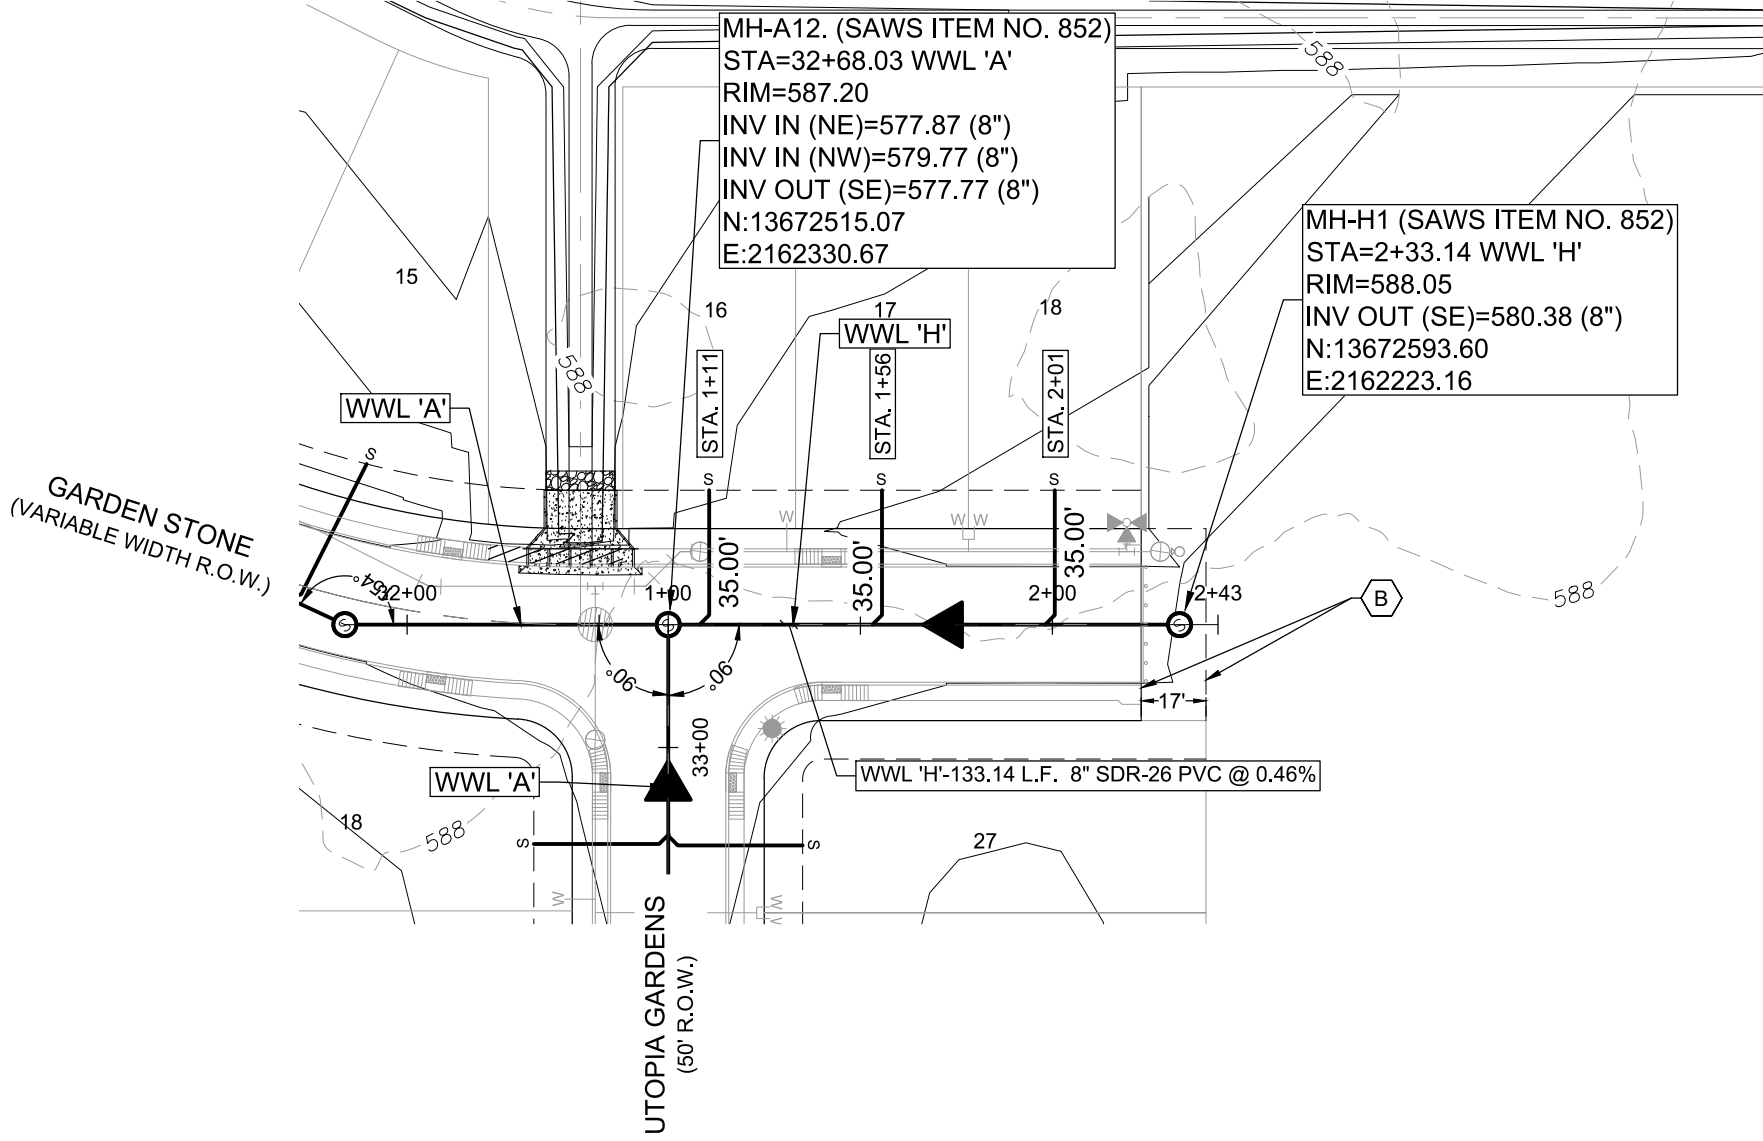 MH-A12. (SAWS ITEM NO. 852)
STA=32+68.03 WWL 'A'
RIM=587.20
INV IN (NE)=577.87 (8")
INV IN (NW)=579.77 (8")
INV OUT (SE)=577.77 (8")
N:13672515.07
E:2162330.67
588
MH-H1 (SAWS ITEM NO. 852)
STA=2+33.14 WWL 'H'
RIM=588.05
INV OUT (SE)=580.38 (8")
N:13672593.60
E:2162223.16
15
16
17
18
WWL 'H'
588
STA. 1+11
STA. 1+56
STA. 2+01
WWL 'A'
S
S
S
S
GARDEN STONE
(VARIABLE WIDTH R.O.W.)
W
W W
35.00'
35.00'
35.00'
154°
32+00
1+00
2+00
2+43
588
B
S
S
S
90°
90°
17'
33+00
WWL 'A'
WWL 'H'-133.14 L.F. 8" SDR-26 PVC @ 0.46%
18
588
S
S
27
W
W
W
UTOPIA GARDENS
(50' R.O.W.)